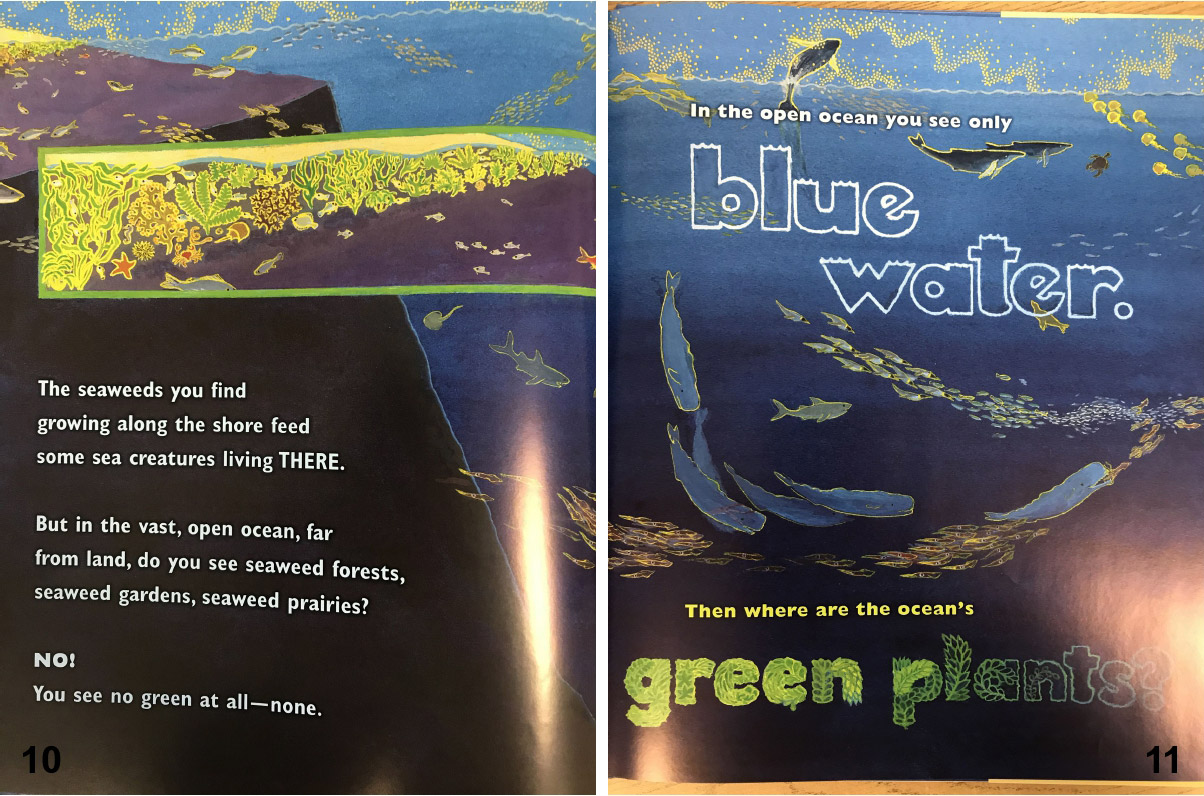 The seaweeds you find
growing along the shore feed
some sea creatures living THERE.
But in the vast, open ocean, far
from land, do you see seaweed forests,
seaweed gardens, seaweed prairies?
NO!
You see no green at all—none.
10
In the open ocean you see only
blue
water.
Then where are the ocean's
green plants?
11